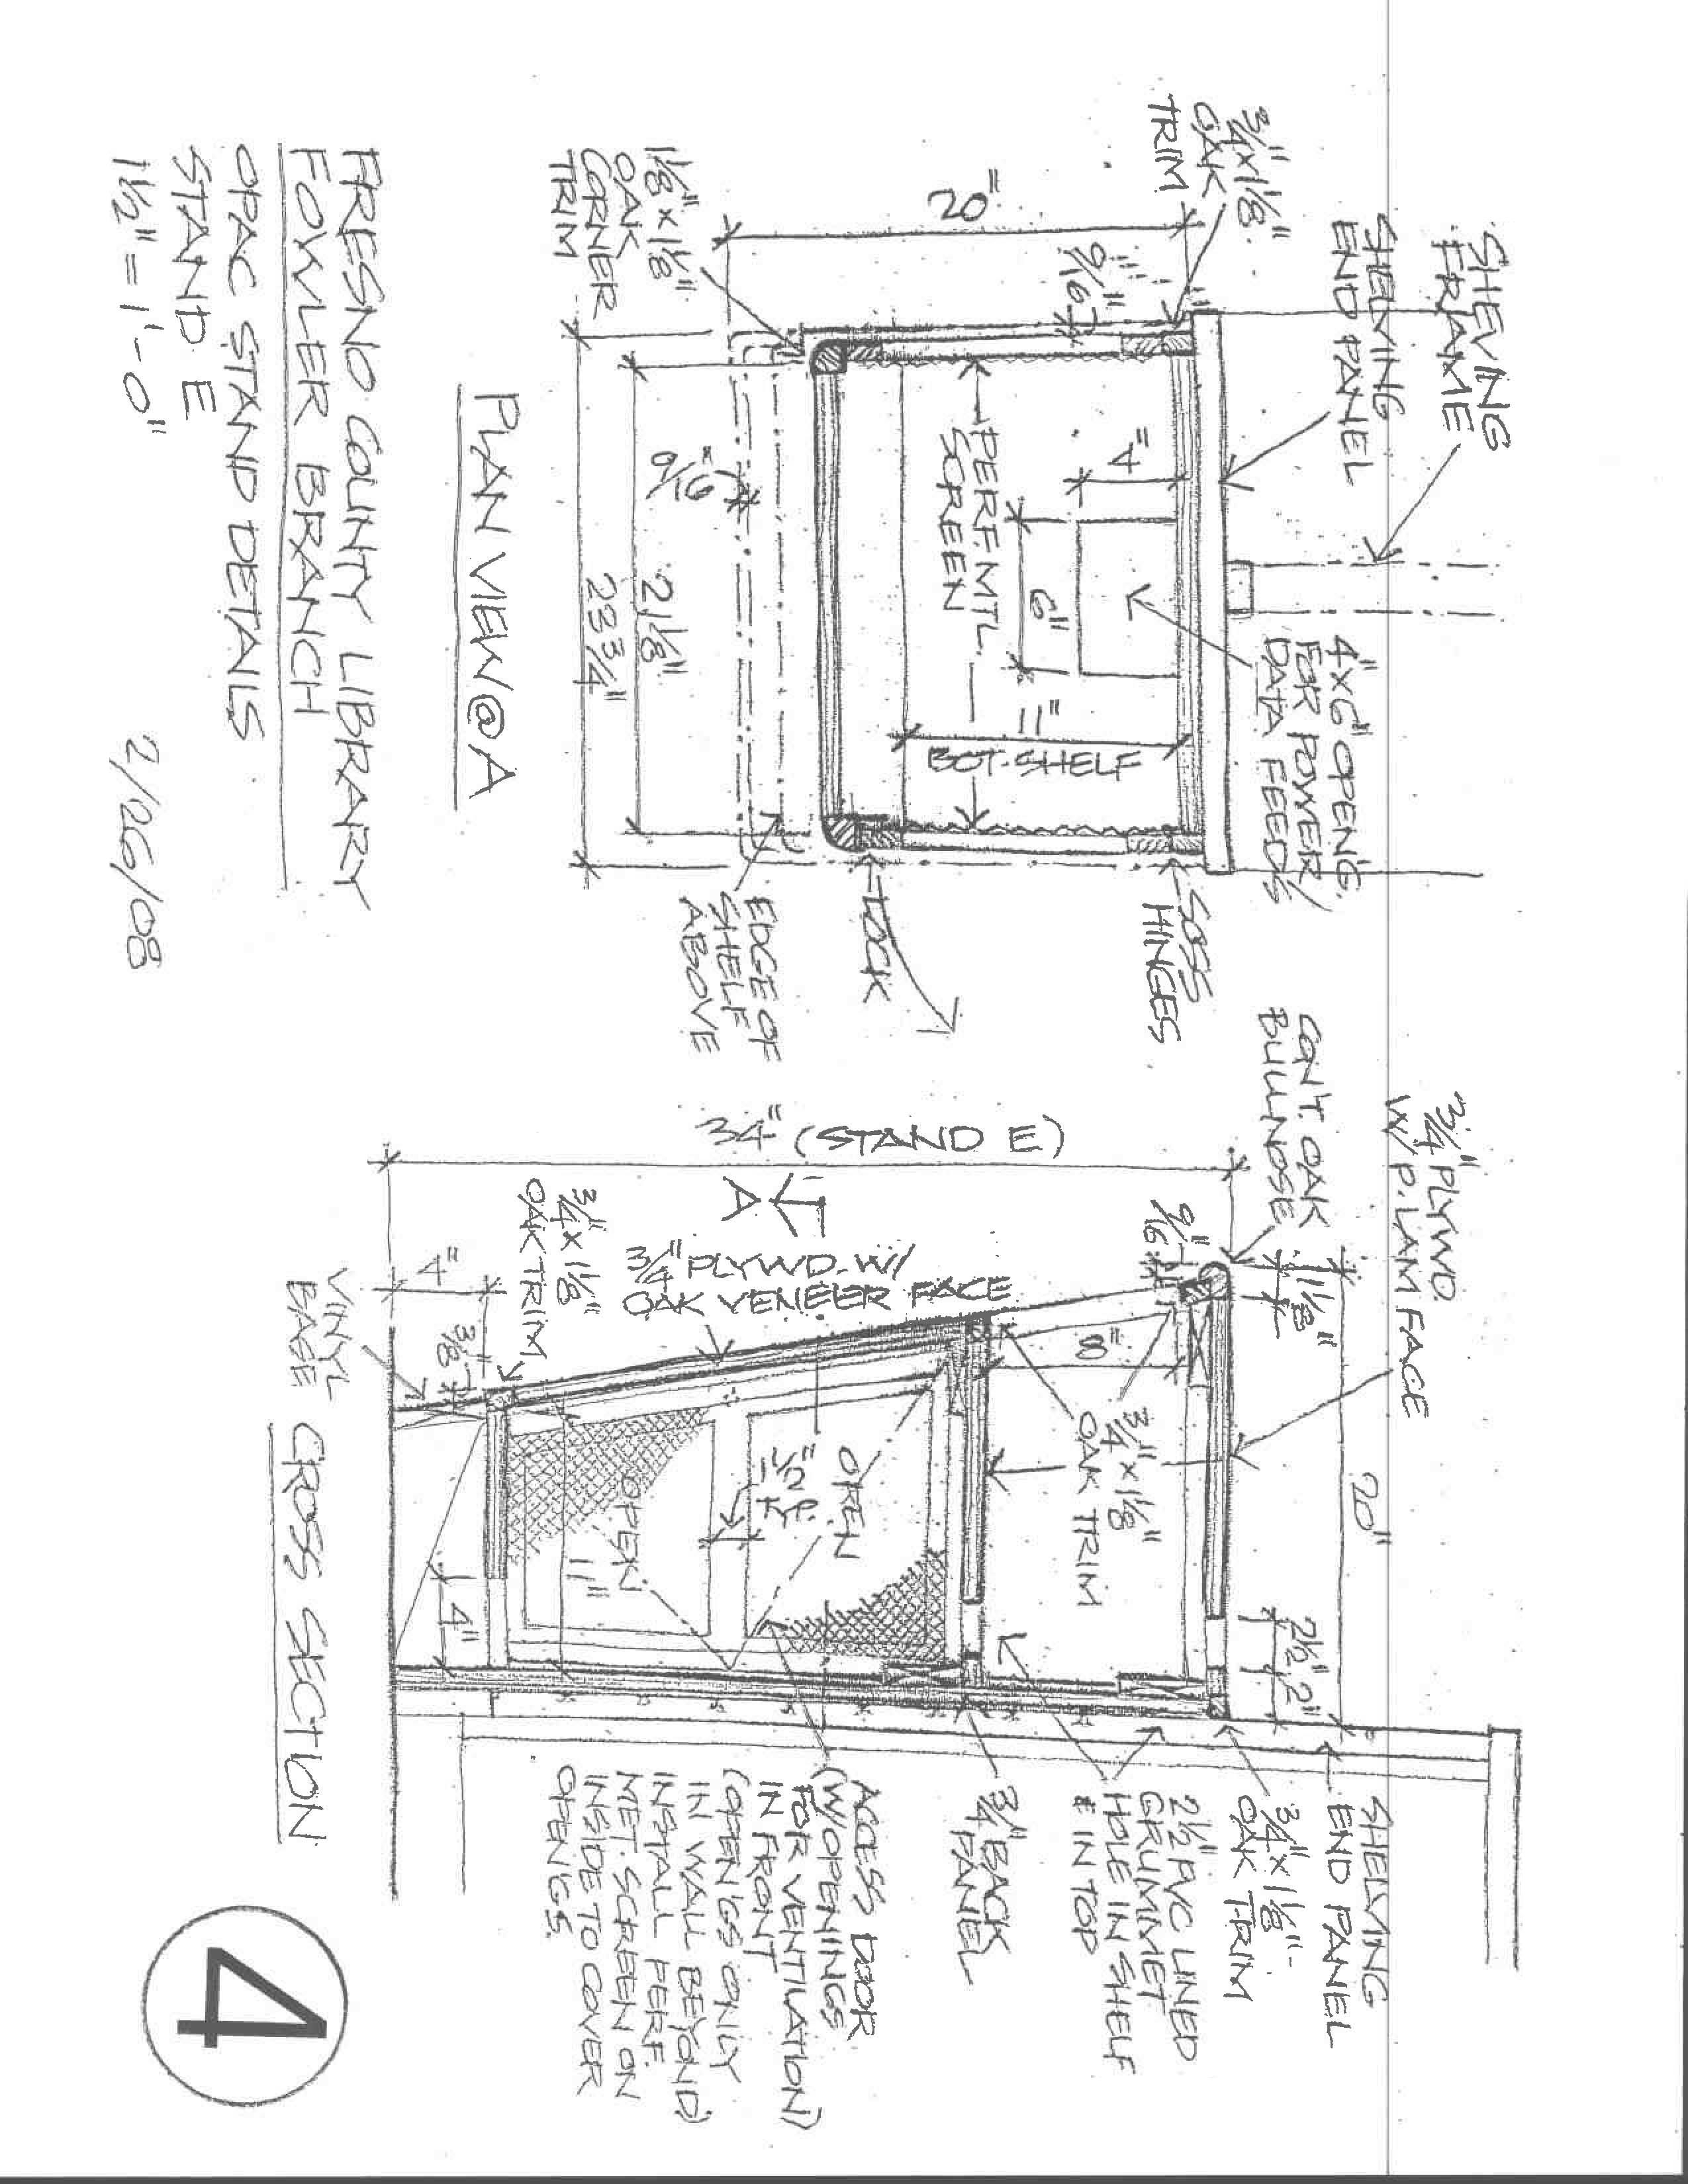 SHEVING
FRAME
SHELVING
END PANEL
3/4" x 1 1/8"
OAK
TRIM
20"
9/16"
1 1/8" x 1 1/8"
OAK
CORNER
TRIM
4"x6" OPENG.
FOR POWER/
DATA FEEDS
4"
6"
PERF. MTL.
SCREEN
11"
BOT. SHELF
SOSS
HINGES
LOCK
EDGE OF
SHELF
ABOVE
9/16"
21 1/8"
23 3/4"
PLAN VIEW @ A
FRESNO COUNTY LIBRARY
FOWLER BRANCH
OPAC STAND DETAILS
STAND E
1 1/2" = 1'-0"
2/26/08
3/4" PLYWD.
W/ P. LAM FACE
CON'T. OAK
BULLNOSE
1 1/8"
20"
2 1/2"
2"
34" (STAND E)
A
9/16"
8"
3/4" x 1 1/8"
OAK TRIM
3/4" PLYWD. W/
OAK VENEER FACE
3/4" x 1 1/8"
OAK TRIM
OPEN
1 1/2"
TYP.
OPEN
11"
4"
3/8"
4"
VINYL
BASE
CROSS SECTION
SHELVING
END PANEL
3/4" x 1 1/8"
OAK TRIM
2 1/2" PVC LINED
GRUMMET
HOLE IN SHELF
& IN TOP
3/4" BACK
PANEL
ACCESS DOOR
(W/OPENINGS
FOR VENTILATION)
IN FRONT
(OPEN'GS ONLY
IN WALL BEYOND)
INSTALL PERF.
MET. SCREEN ON
INSIDE TO COVER
OPEN'GS.
4